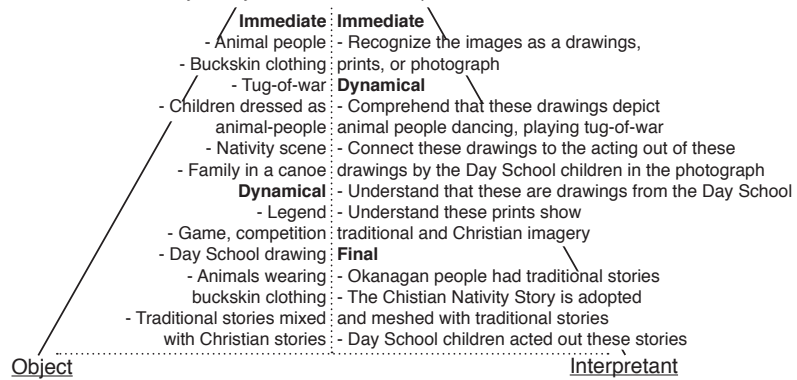 Immediate
- Animal people
- Buckskin clothing
- Tug-of-war
- Children dressed as
animal-people
- Nativity scene
- Family in a canoe
Dynamical
- Legend
- Game, competition
- Day School drawing
- Animals wearing
buckskin clothing
- Traditional stories mixed
with Christian stories
Immediate
- Recognize the images as a drawings,
prints, or photograph
Dynamical
- Comprehend that these drawings depict
animal people dancing, playing tug-of-war
- Connect these drawings to the acting out of these
drawings by the Day School children in the photograph
- Understand that these are drawings from the Day School
- Understand these prints show
traditional and Christian imagery
Final
- Okanagan people had traditional stories
- The Chistian Nativity Story is adopted
and meshed with traditional stories
- Day School children acted out these stories
Object
Interpretant